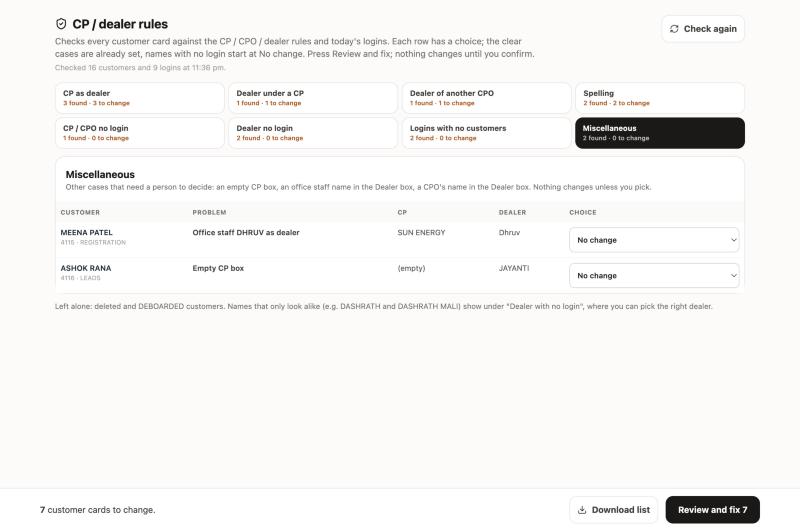 CP / dealer rules
Check again
Checks every customer card against the CP / CPO / dealer rules and today's logins. Each row has a choice; the clear
cases are already set, names with no login start at No change. Press Review and fix; nothing changes until you confirm.
Checked 16 customers and 9 logins at 11:36 pm.
CP as dealer
3 found · 3 to change
Dealer under a CP
1 found · 1 to change
Dealer of another CPO
1 found · 1 to change
Spelling
2 found · 2 to change
CP / CPO no login
1 found · 0 to change
Dealer no login
2 found · 0 to change
Logins with no customers
2 found · 0 to change
Miscellaneous
2 found · 0 to change
Miscellaneous
Other cases that need a person to decide: an empty CP box, an office staff name in the Dealer box, a CPO's name in the Dealer box. Nothing changes unless you pick.
CUSTOMER PROBLEM CP DEALER CHOICE
MEENA PATEL Office staff DHRUV as dealer SUN ENERGY Dhruv No change
4115 · REGISTRATION
ASHOK RANA Empty CP box (empty) JAYANTI No change
4116 · LEADS
Left alone: deleted and DEBOARDED customers. Names that only look alike (e.g. DASHRATH and DASHRATH MALI) show under "Dealer with no login", where you can pick the right dealer.
7 customer cards to change.
Download list
Review and fix 7